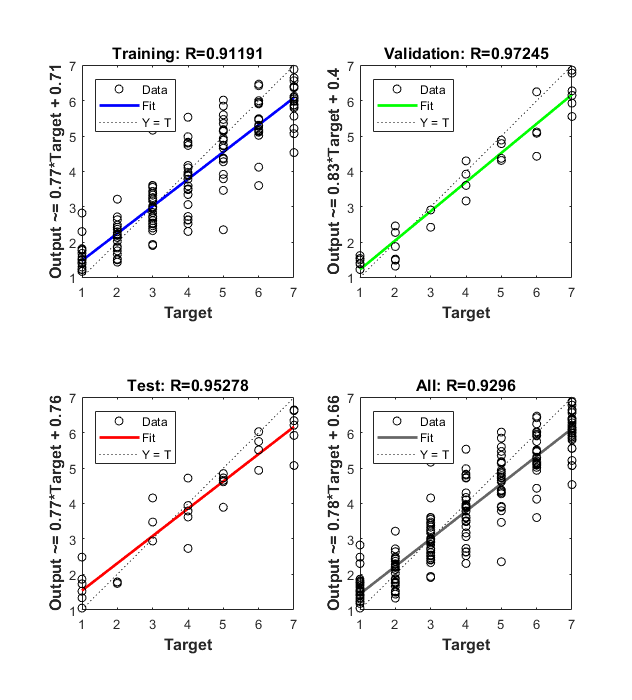 Training: R=0.91191
Output ~= 0.77*Target + 0.71
7
6
5
4
3
2
1
Data
Fit
Y = T
1 2 3 4 5 6 7
Target
Validation: R=0.97245
Output ~= 0.83*Target + 0.4
7
6
5
4
3
2
1
Data
Fit
Y = T
1 2 3 4 5 6 7
Target
Test: R=0.95278
Output ~= 0.77*Target + 0.76
7
6
5
4
3
2
1
Data
Fit
Y = T
1 2 3 4 5 6 7
Target
All: R=0.9296
Output ~= 0.78*Target + 0.66
7
6
5
4
3
2
1
Data
Fit
Y = T
1 2 3 4 5 6 7
Target